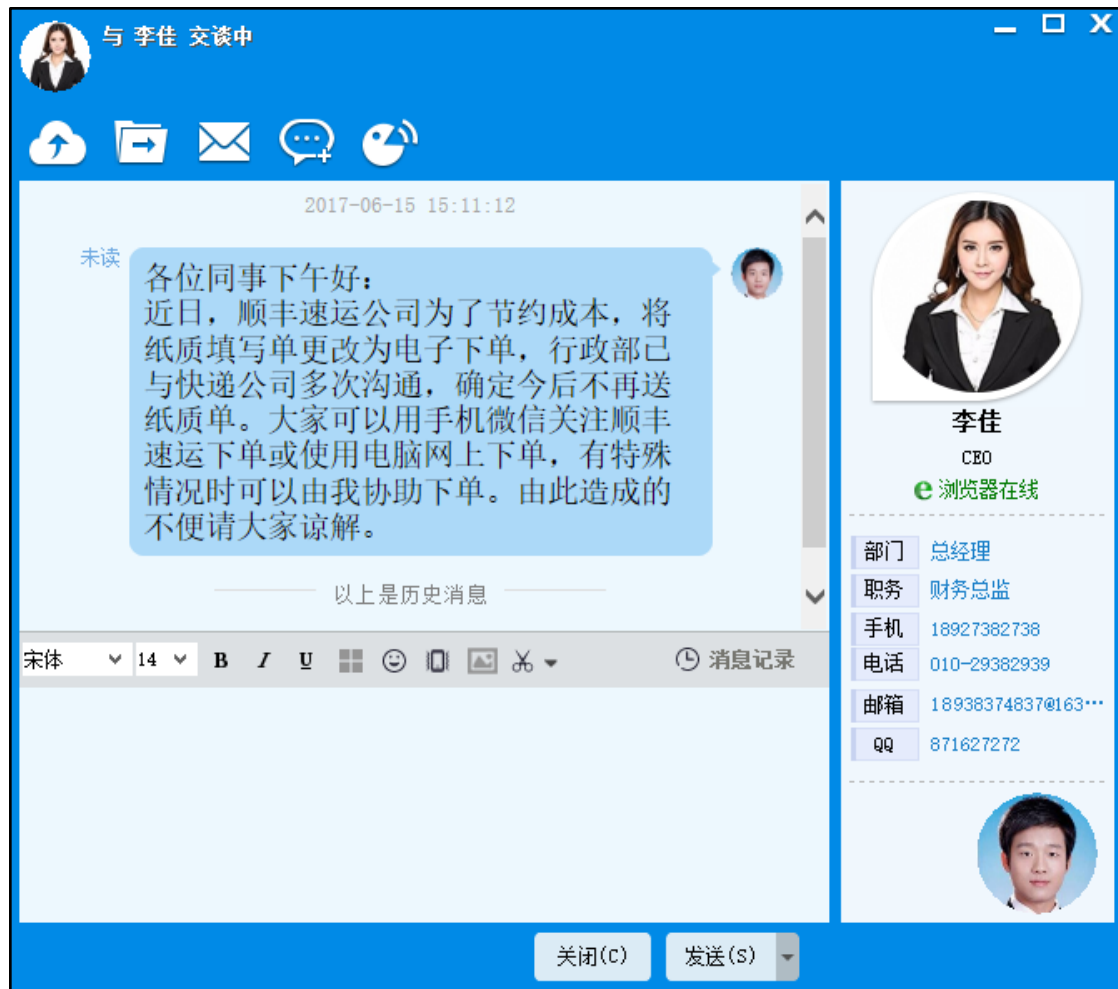 与 李佳 交谈中
2017-06-15 15:11:12
未读
各位同事下午好：
近日，顺丰速运公司为了节约成本，将
纸质填写单更改为电子下单，行政部已
与快递公司多次沟通，确定今后不再送
纸质单。大家可以用手机微信关注顺丰
速运下单或使用电脑网上下单，有特殊
情况时可以由我协助下单。由此造成的
不便请大家谅解。
以上是历史消息
宋体 14 B I U 消息记录
关闭(C) 发送(S)
李佳
CEO
浏览器在线
部门 总经理
职务 财务总监
手机 18927382738
电话 010-29382939
邮箱 18938374837@163…
QQ 871627272